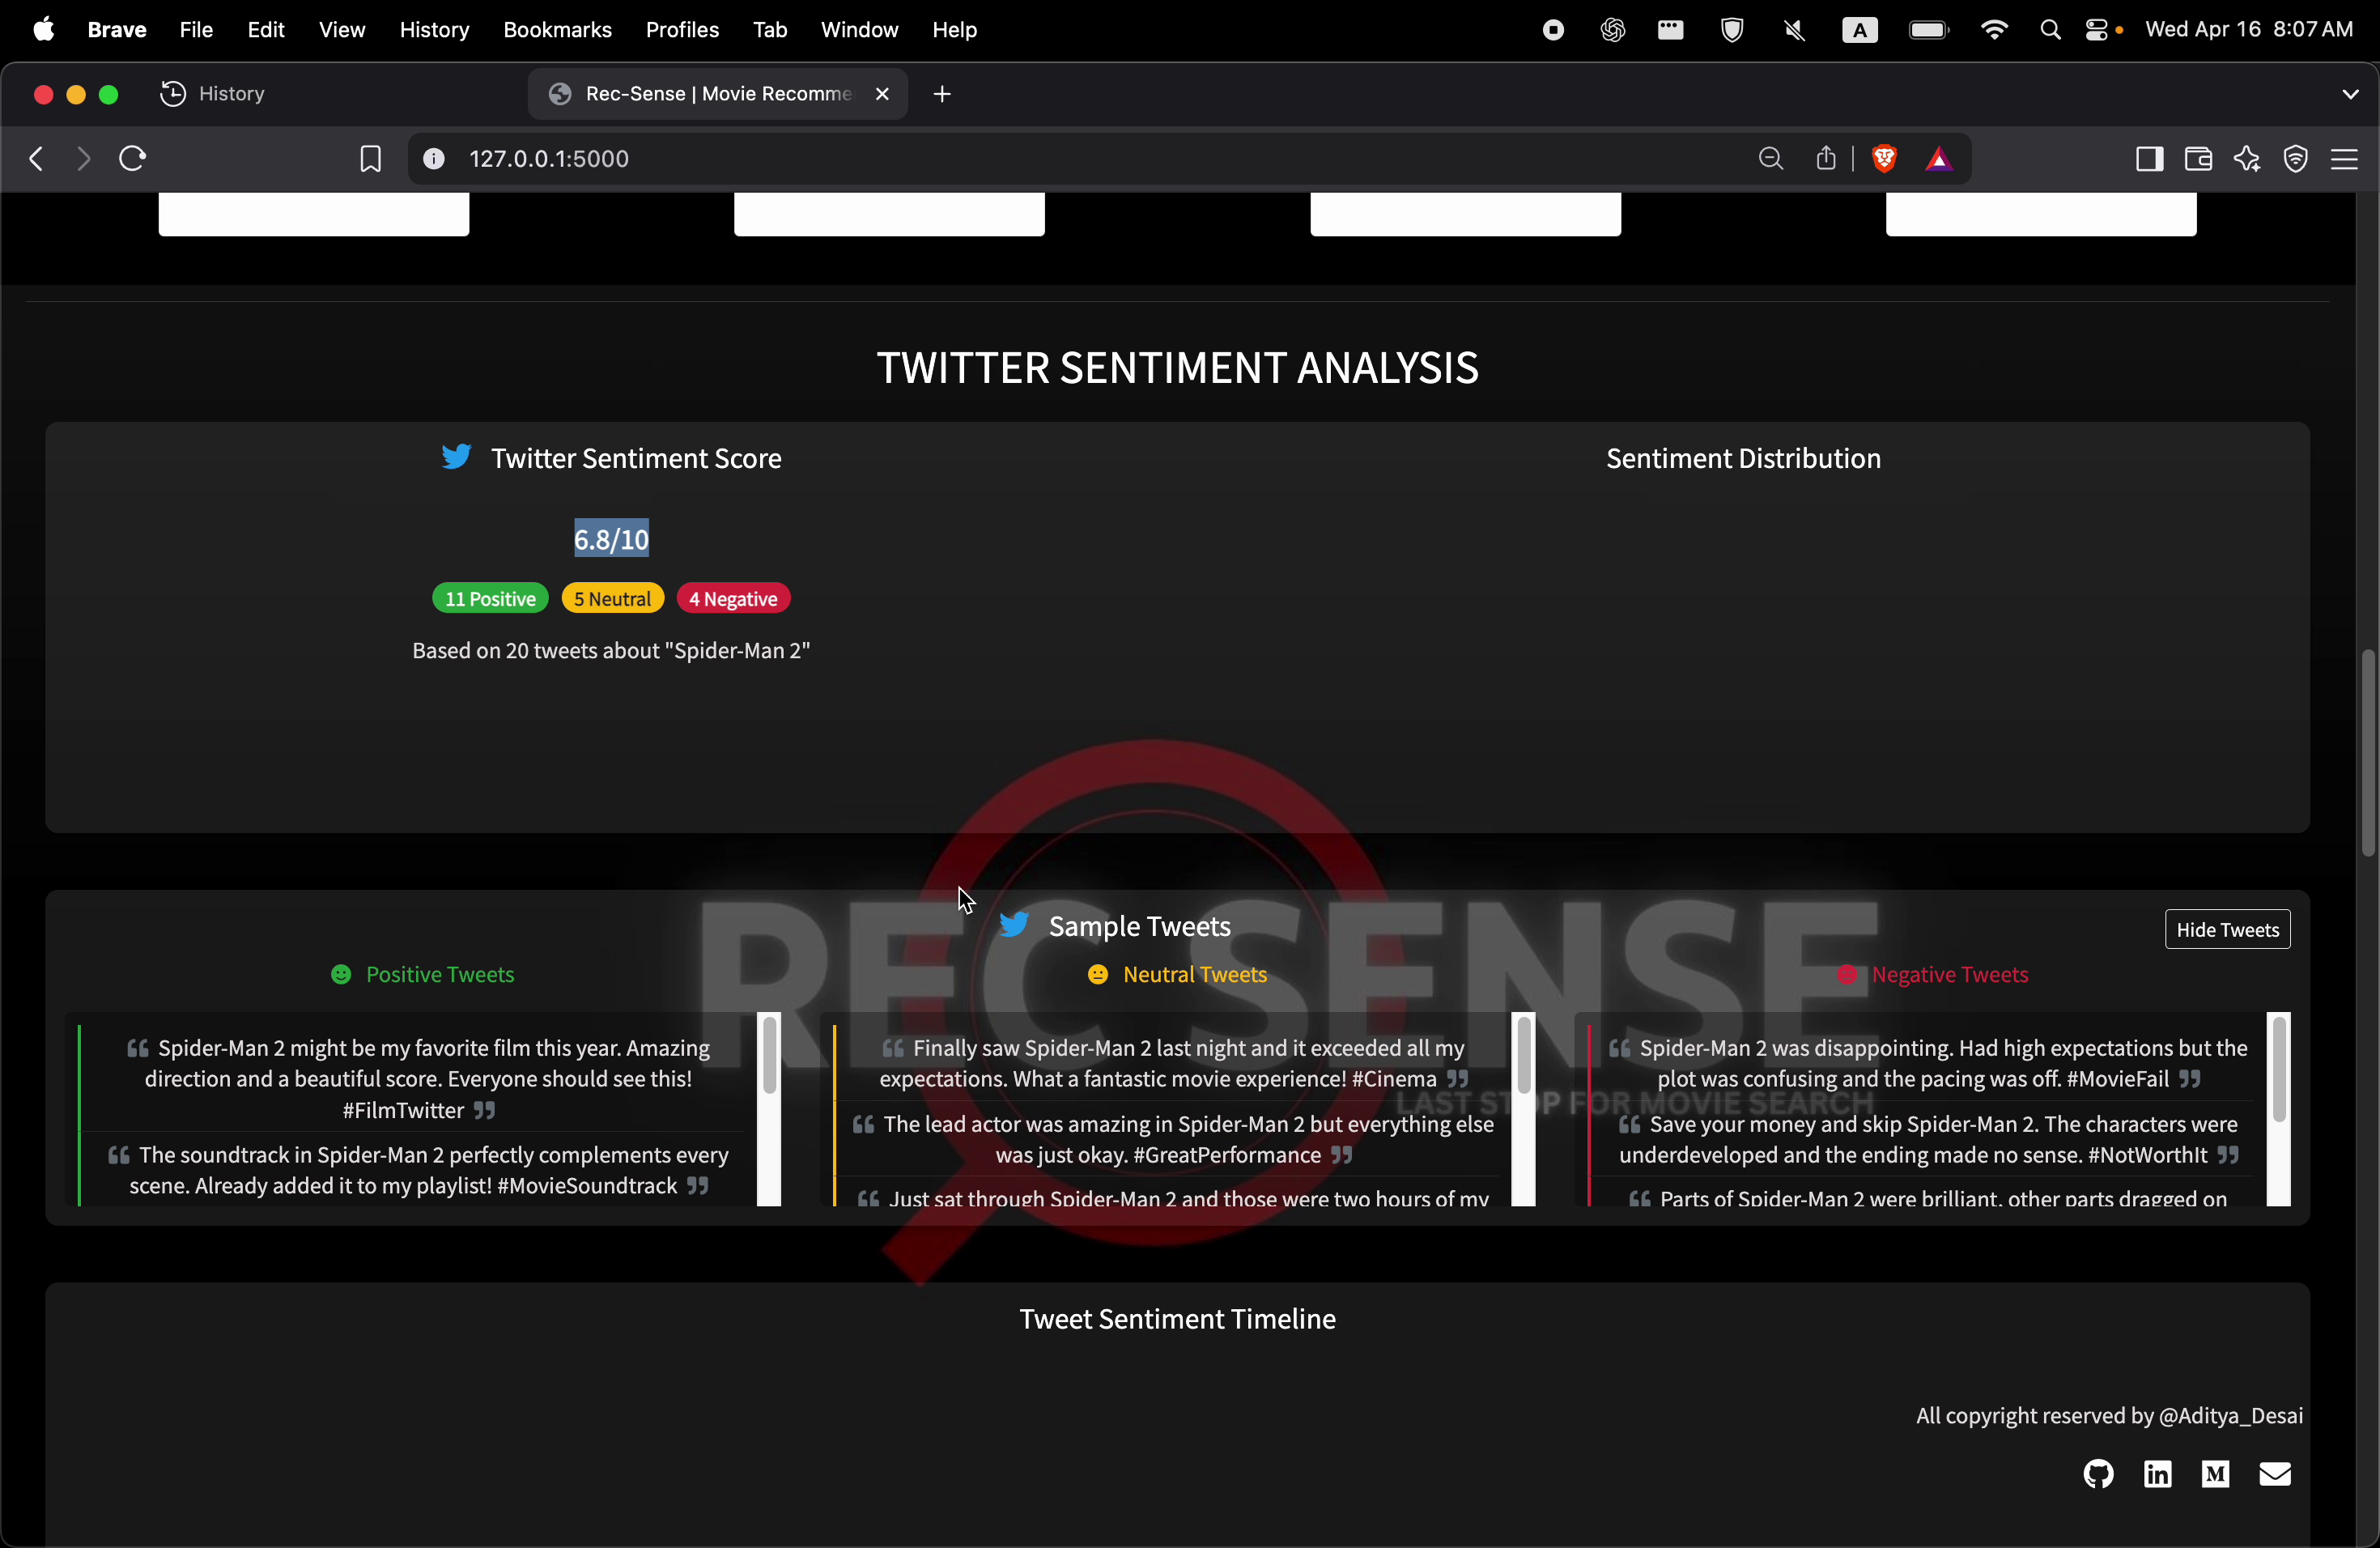 Brave File Edit View History Bookmarks Profiles Tab Window Help A Wed Apr 16 8:07 AM
History
Rec-Sense | Movie Recomme
127.0.0.1:5000
TWITTER SENTIMENT ANALYSIS
Twitter Sentiment Score
6.8/10
11 Positive 5 Neutral 4 Negative
Based on 20 tweets about "Spider-Man 2"
Sentiment Distribution
REC SENSE
LAST STOP FOR MOVIE SEARCH
Sample Tweets
Hide Tweets
Positive Tweets
❝ Spider-Man 2 might be my favorite film this year. Amazing
direction and a beautiful score. Everyone should see this!
#FilmTwitter ❞
❝ The soundtrack in Spider-Man 2 perfectly complements every
scene. Already added it to my playlist! #MovieSoundtrack ❞
Neutral Tweets
❝ Finally saw Spider-Man 2 last night and it exceeded all my
expectations. What a fantastic movie experience! #Cinema ❞
❝ The lead actor was amazing in Spider-Man 2 but everything else
was just okay. #GreatPerformance ❞
❝ Just sat through Spider-Man 2 and those were two hours of my
Negative Tweets
❝ Spider-Man 2 was disappointing. Had high expectations but the
plot was confusing and the pacing was off. #MovieFail ❞
❝ Save your money and skip Spider-Man 2. The characters were
underdeveloped and the ending made no sense. #NotWorthIt ❞
❝ Parts of Spider-Man 2 were brilliant, other parts dragged on
Tweet Sentiment Timeline
All copyright reserved by @Aditya_Desai